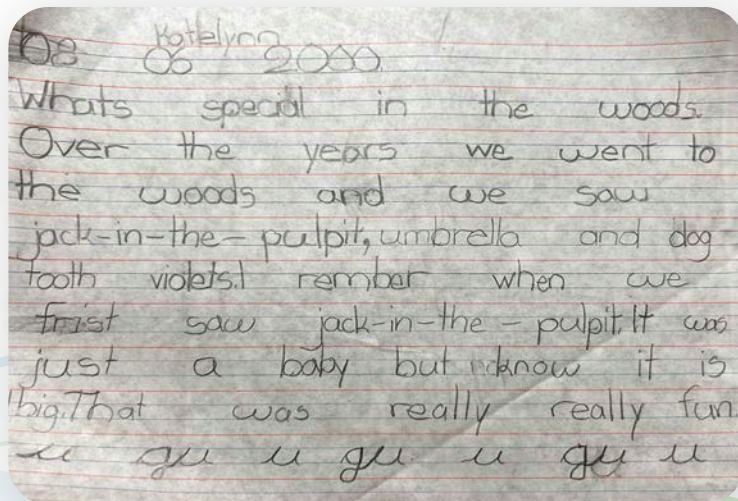 Katelynn
08 06 2000
Whats special in the woods
Over the years we went to
the woods and we saw
jack-in-the-pulpit, umbrella and dog
tooth violets. I rember when we
frist saw jack-in-the-pulpit. It was
just a baby but know it is
big. That was really really fun
u gu u gu u gu u